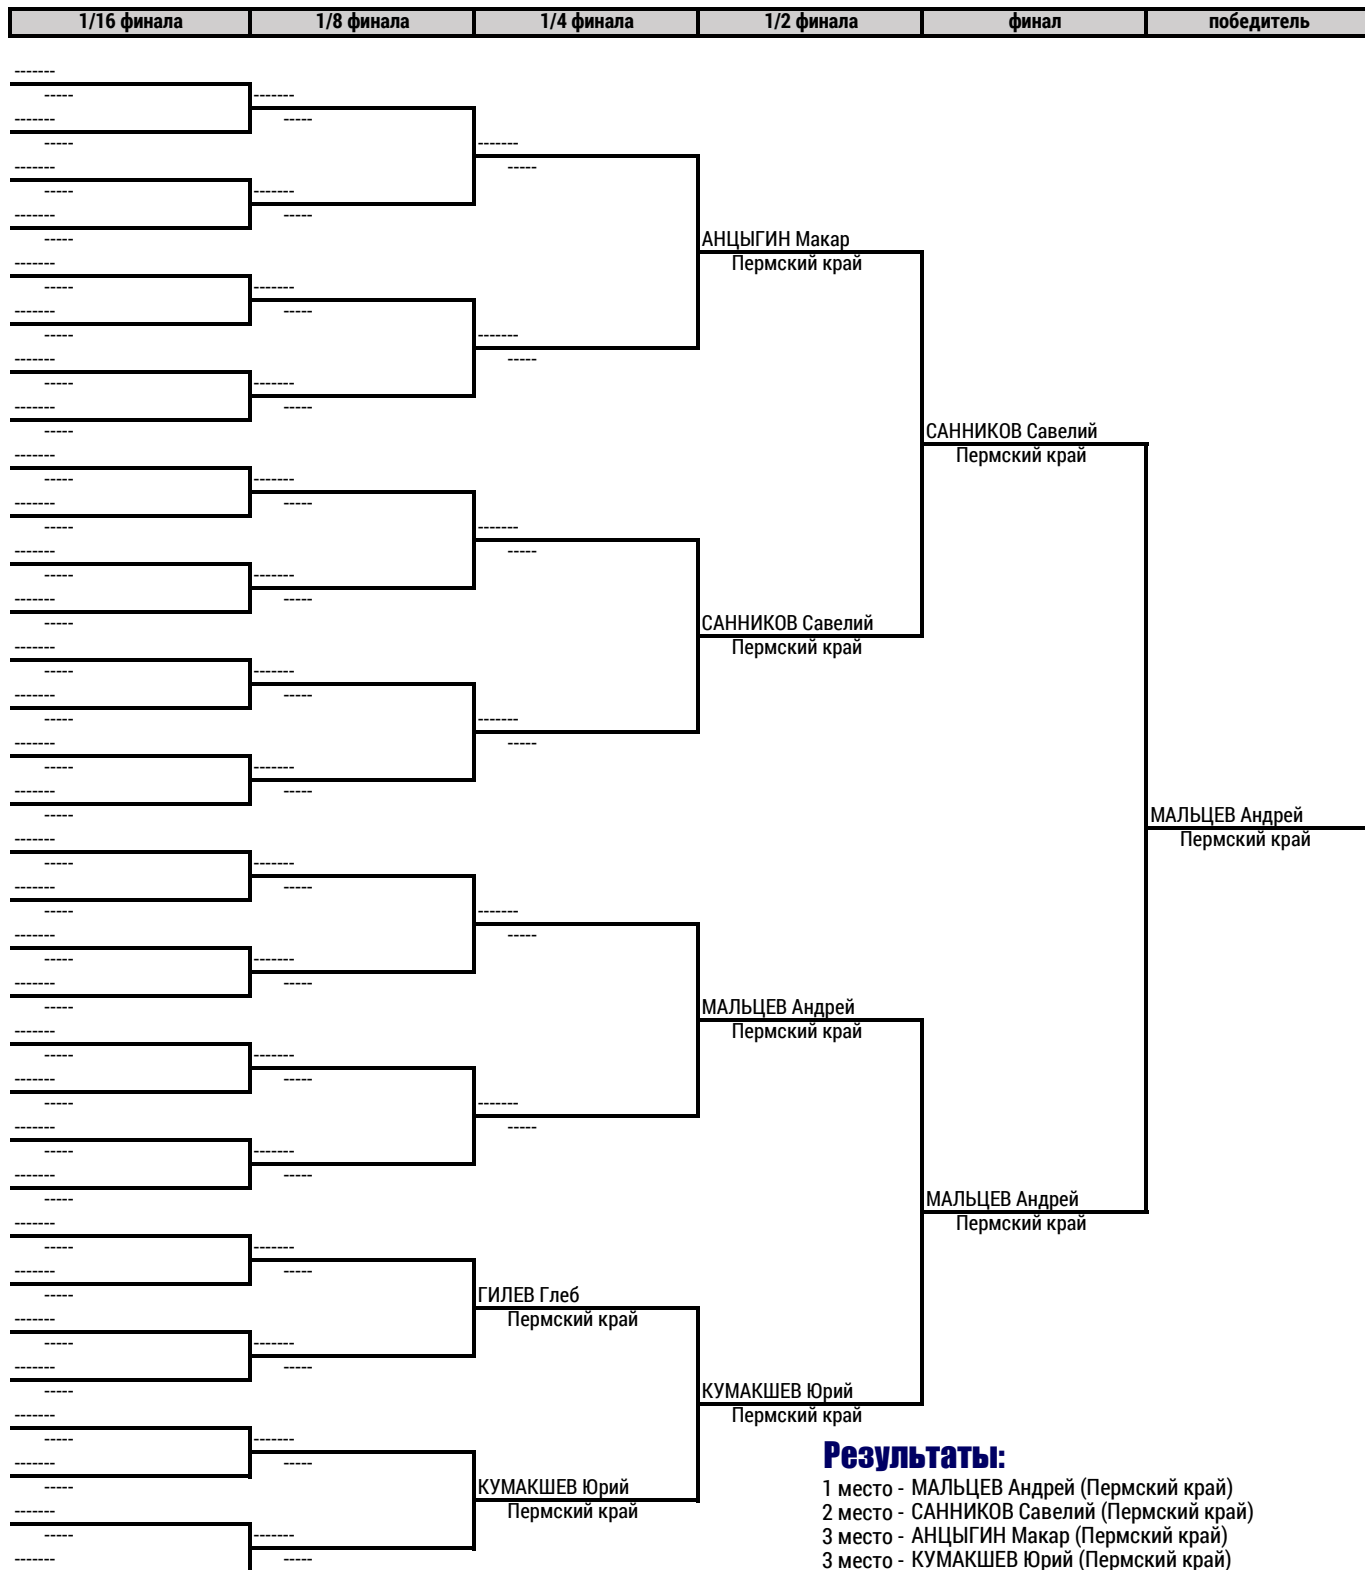 1/16 финала 1/8 финала 1/4 финала 1/2 финала финал победитель
-------
----- -------
------- -----
----- -------
------- -----
----- -------
------- -----
----- АНЦЫГИН Макар
------- Пермский край
----- -------
------- -----
----- -------
------- -----
----- -------
------- -----
----- САННИКОВ Савелий
------- Пермский край
----- -------
------- -----
----- -------
------- -----
----- -------
------- -----
----- САННИКОВ Савелий
------- Пермский край
----- -------
------- -----
----- -------
------- -----
----- -------
------- -----
----- МАЛЬЦЕВ Андрей
------- Пермский край
----- -------
------- -----
----- -------
------- -----
----- -------
------- -----
----- МАЛЬЦЕВ Андрей
------- Пермский край
----- -------
------- -----
----- -------
------- -----
----- -------
------- -----
----- МАЛЬЦЕВ Андрей
------- Пермский край
----- -------
------- -----
----- ГИЛЕВ Глеб
------- Пермский край
----- -------
------- -----
----- КУМАКШЕВ Юрий
------- Пермский край
----- -------
------- -----
----- КУМАКШЕВ Юрий
------- Пермский край
----- -------
------- -----
Результаты:
1 место - МАЛЬЦЕВ Андрей (Пермский край)
2 место - САННИКОВ Савелий (Пермский край)
3 место - АНЦЫГИН Макар (Пермский край)
3 место - КУМАКШЕВ Юрий (Пермский край)